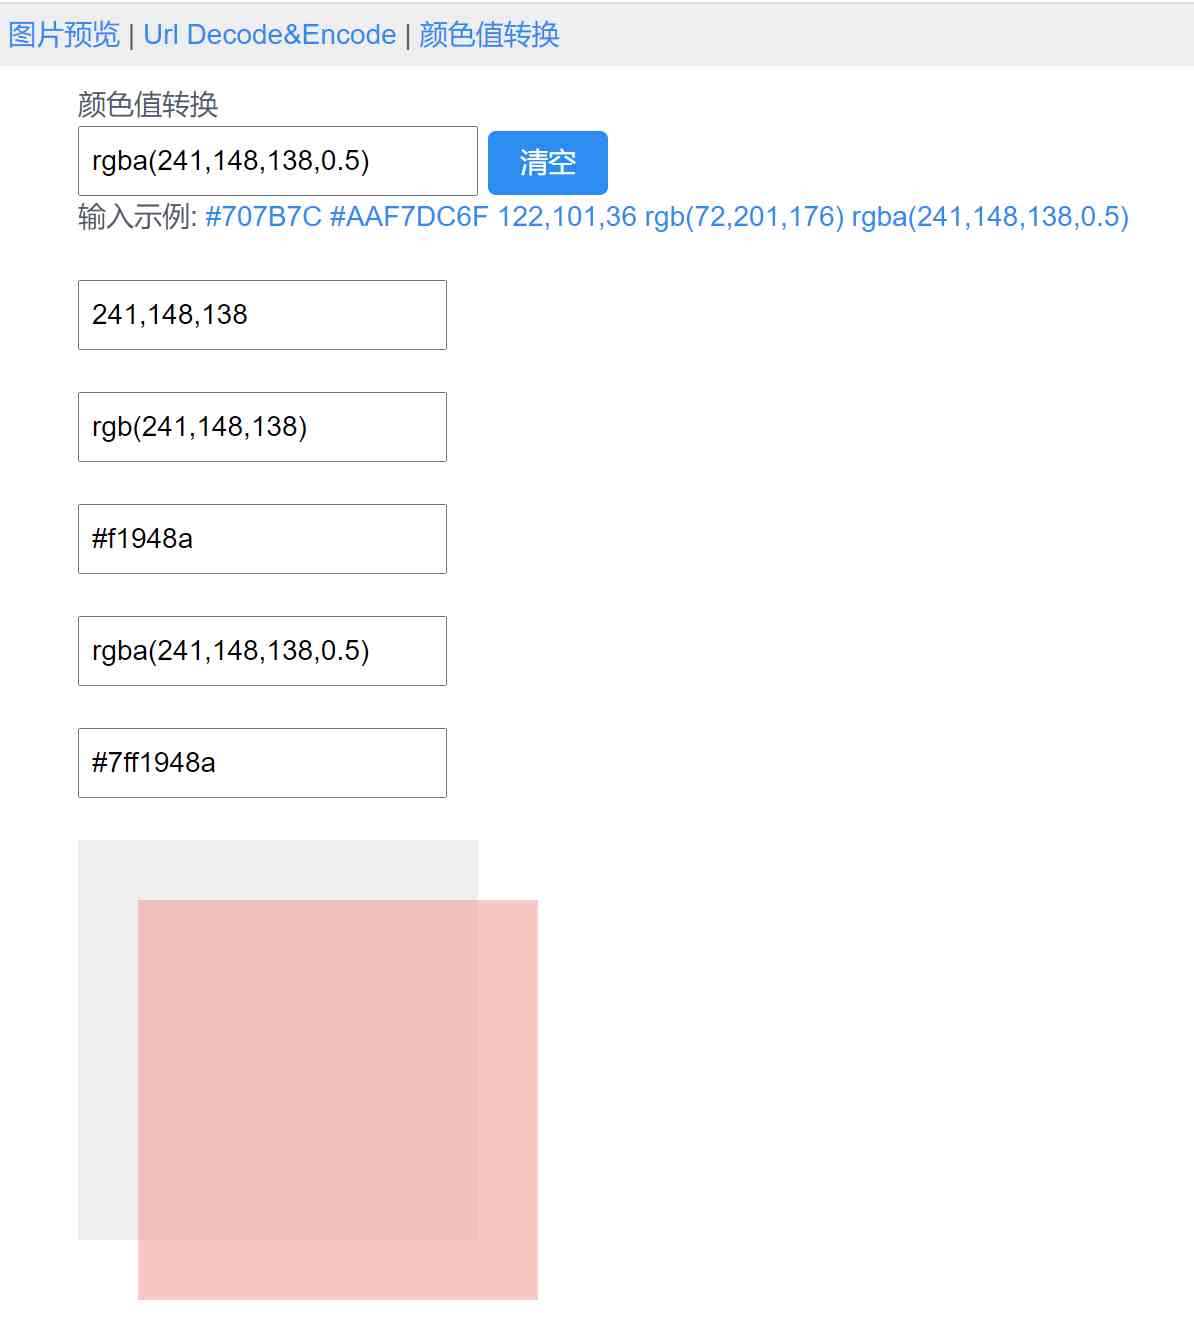 图片预览 | Url Decode&Encode | 颜色值转换
颜色值转换
rgba(241,148,138,0.5) 清空
输入示例: #707B7C #AAF7DC6F 122,101,36 rgb(72,201,176) rgba(241,148,138,0.5)
241,148,138
rgb(241,148,138)
#f1948a
rgba(241,148,138,0.5)
#7ff1948a